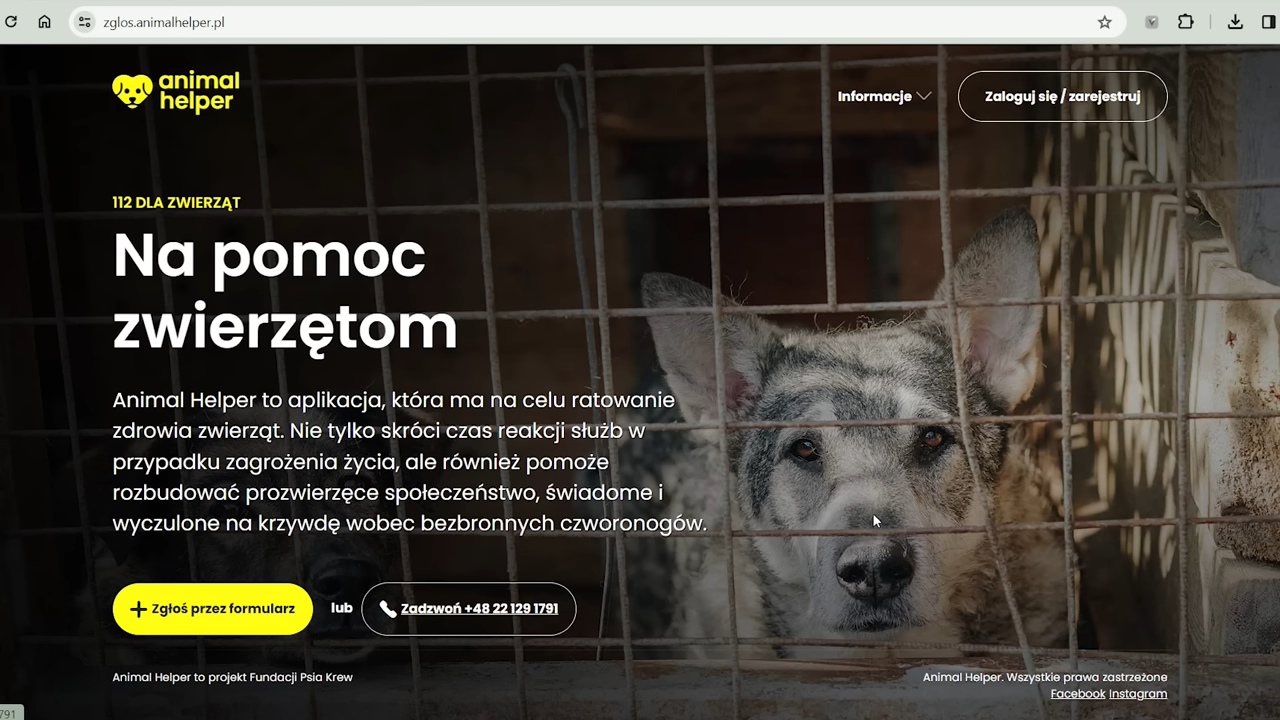 zglos.animalhelper.pl
animal
helper
Informacje
Zaloguj się / zarejestruj
112 DLA ZWIERZĄT
Na pomoc
zwierzętom
Animal Helper to aplikacja, która ma na celu ratowanie
zdrowia zwierząt. Nie tylko skróci czas reakcji służb w
przypadku zagrożenia życia, ale również pomoże
rozbudować prozwierzęce społeczeństwo, świadome i
wyczulone na krzywdę wobec bezbronnych czworonogów.
Zgłoś przez formularz
lub
Zadzwoń +48 22 129 1791
Animal Helper to projekt Fundacji Psia Krew
Animal Helper. Wszystkie prawa zastrzeżone
Facebook Instagram
791